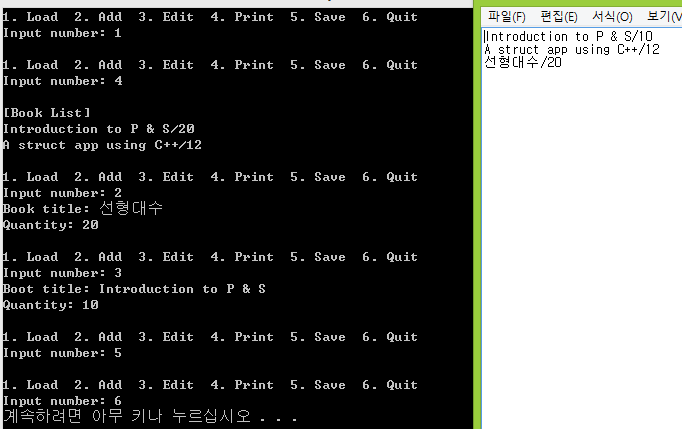 1. Load  2. Add  3. Edit  4. Print  5. Save  6. Quit
Input number: 1
1. Load  2. Add  3. Edit  4. Print  5. Save  6. Quit
Input number: 4
[Book List]
Introduction to P & S/20
A struct app using C++/12
1. Load  2. Add  3. Edit  4. Print  5. Save  6. Quit
Input number: 2
Book title: 선형대수
Quantity: 20
1. Load  2. Add  3. Edit  4. Print  5. Save  6. Quit
Input number: 3
Boot title: Introduction to P & S
Quantity: 10
1. Load  2. Add  3. Edit  4. Print  5. Save  6. Quit
Input number: 5
1. Load  2. Add  3. Edit  4. Print  5. Save  6. Quit
Input number: 6
계속하려면 아무 키나 누르십시오 . . .
파일(F)  편집(E)  서식(O)  보기(V
Introduction to P & S/10
A struct app using C++/12
선형대수/20